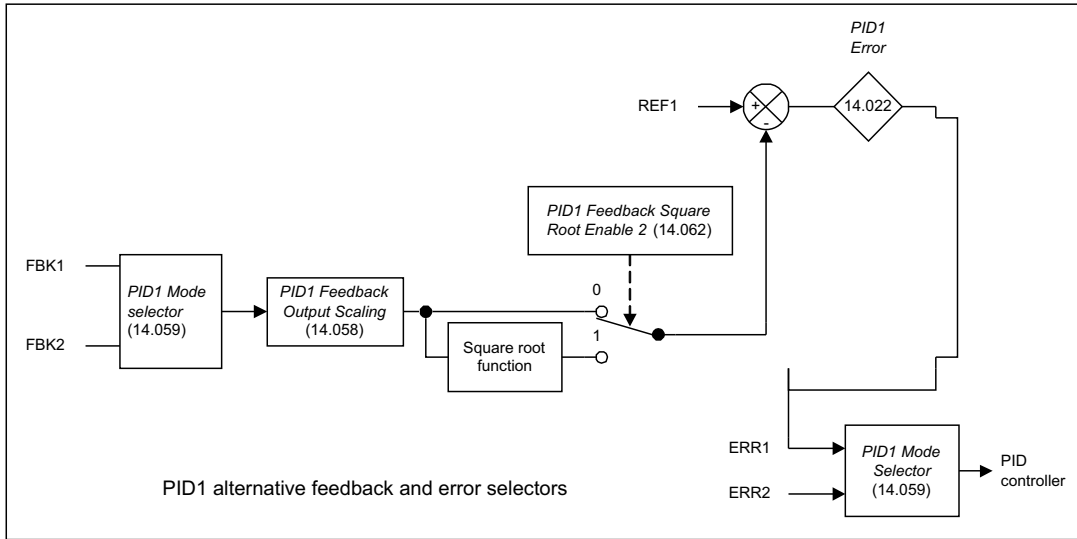 PID1
Error
REF1
+
-
14.022
PID1 Feedback Square
Root Enable 2 (14.062)
FBK1
FBK2
PID1 Mode
selector
(14.059)
PID1 Feedback
Output Scaling
(14.058)
0
1
Square root
function
ERR1
ERR2
PID1 Mode
Selector
(14.059)
PID
controller
PID1 alternative feedback and error selectors